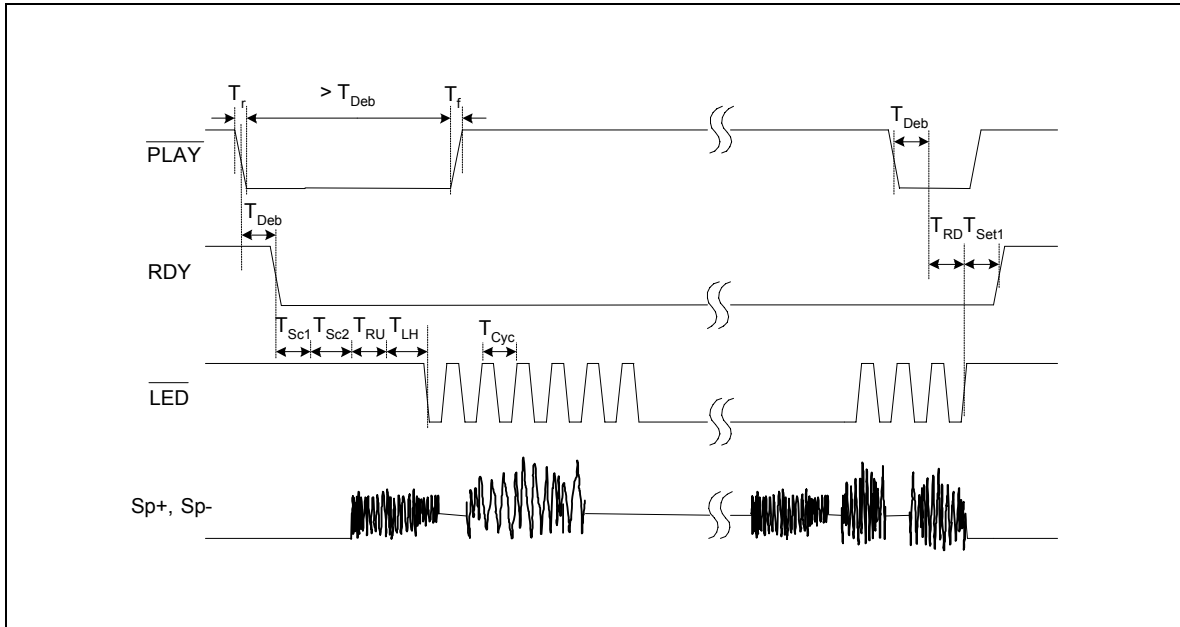 T_r > T_Deb T_f
T_Deb
PLAY
T_Deb
T_RD T_Set1
RDY
T_Sc1 T_Sc2 T_RU T_LH T_Cyc
LED
Sp+, Sp-